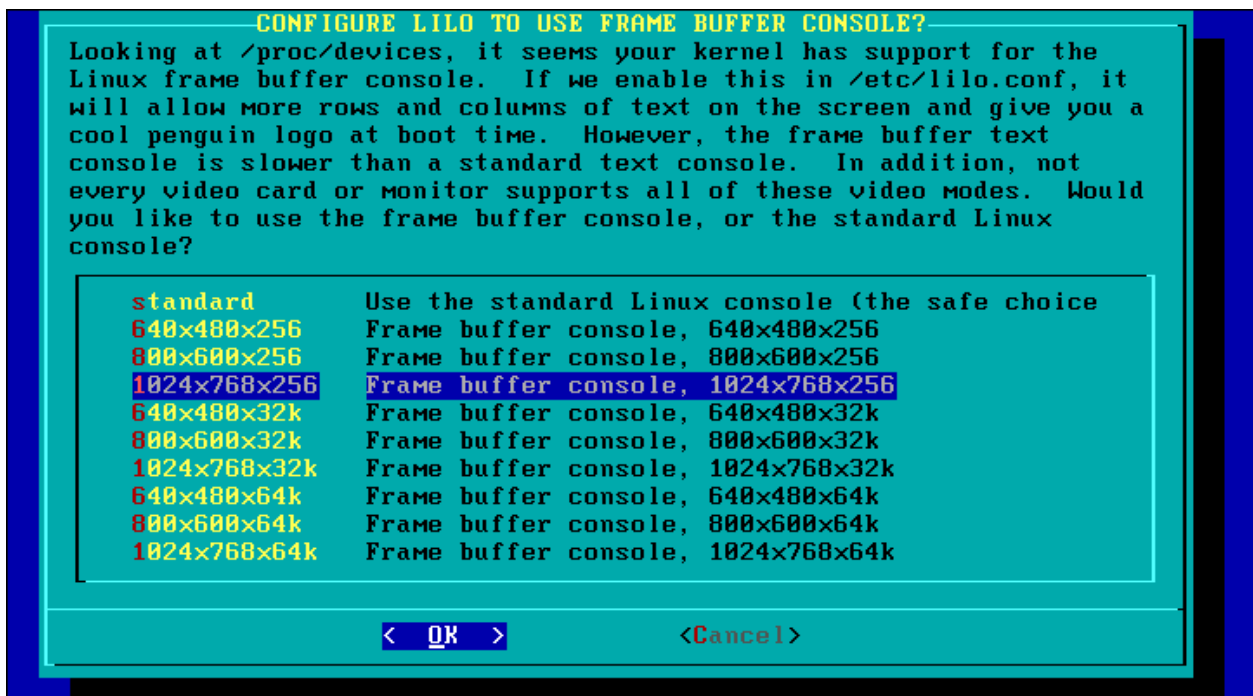 CONFIGURE LILO TO USE FRAME BUFFER CONSOLE?
Looking at /proc/devices, it seems your kernel has support for the
Linux frame buffer console.  If we enable this in /etc/lilo.conf, it
will allow more rows and columns of text on the screen and give you a
cool penguin logo at boot time.  However, the frame buffer text
console is slower than a standard text console.  In addition, not
every video card or monitor supports all of these video modes.  Would
you like to use the frame buffer console, or the standard Linux
console?
standard Use the standard Linux console (the safe choice
640x480x256 Frame buffer console, 640x480x256
800x600x256 Frame buffer console, 800x600x256
1024x768x256 Frame buffer console, 1024x768x256
640x480x32k Frame buffer console, 640x480x32k
800x600x32k Frame buffer console, 800x600x32k
1024x768x32k Frame buffer console, 1024x768x32k
640x480x64k Frame buffer console, 640x480x64k
800x600x64k Frame buffer console, 800x600x64k
1024x768x64k Frame buffer console, 1024x768x64k
< OK > <Cancel>